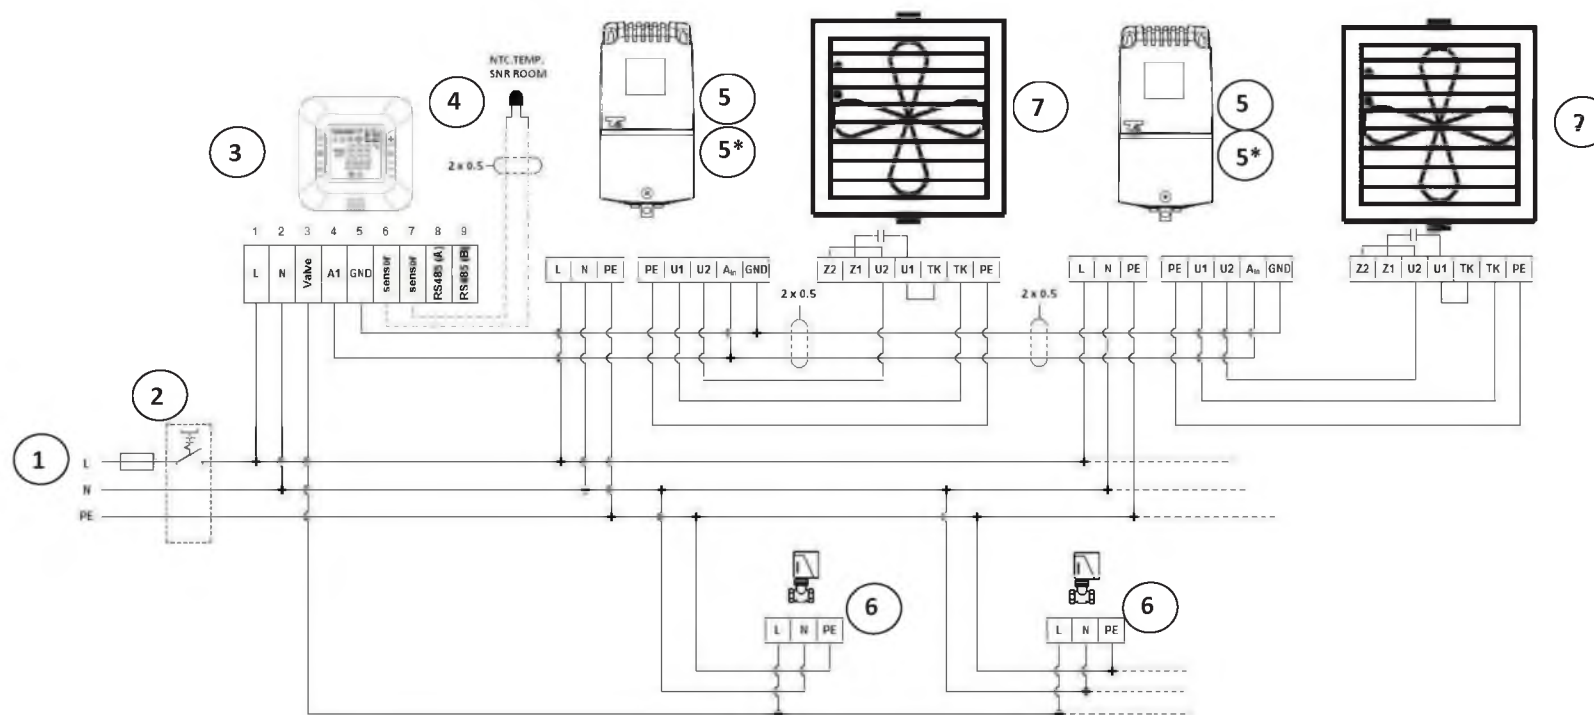 NTC.TEMP.
SNR ROOM
4
5
5*
7
5
5*
?
3
2 x 0.5
1 2 3 4 5 6 7 8 9
L N Valve A1 GND sensor sensor RS485 (A) RS485 (B)
L N PE
PE U1 U2 Ain GND
Z2 Z1 U2 U1 TK TK PE
L N PE
PE U1 U2 Ain GND
Z2 Z1 U2 U1 TK TK PE
2 x 0.5
2 x 0.5
2
1
L
N
PE
6
6
L N PE
L N PE